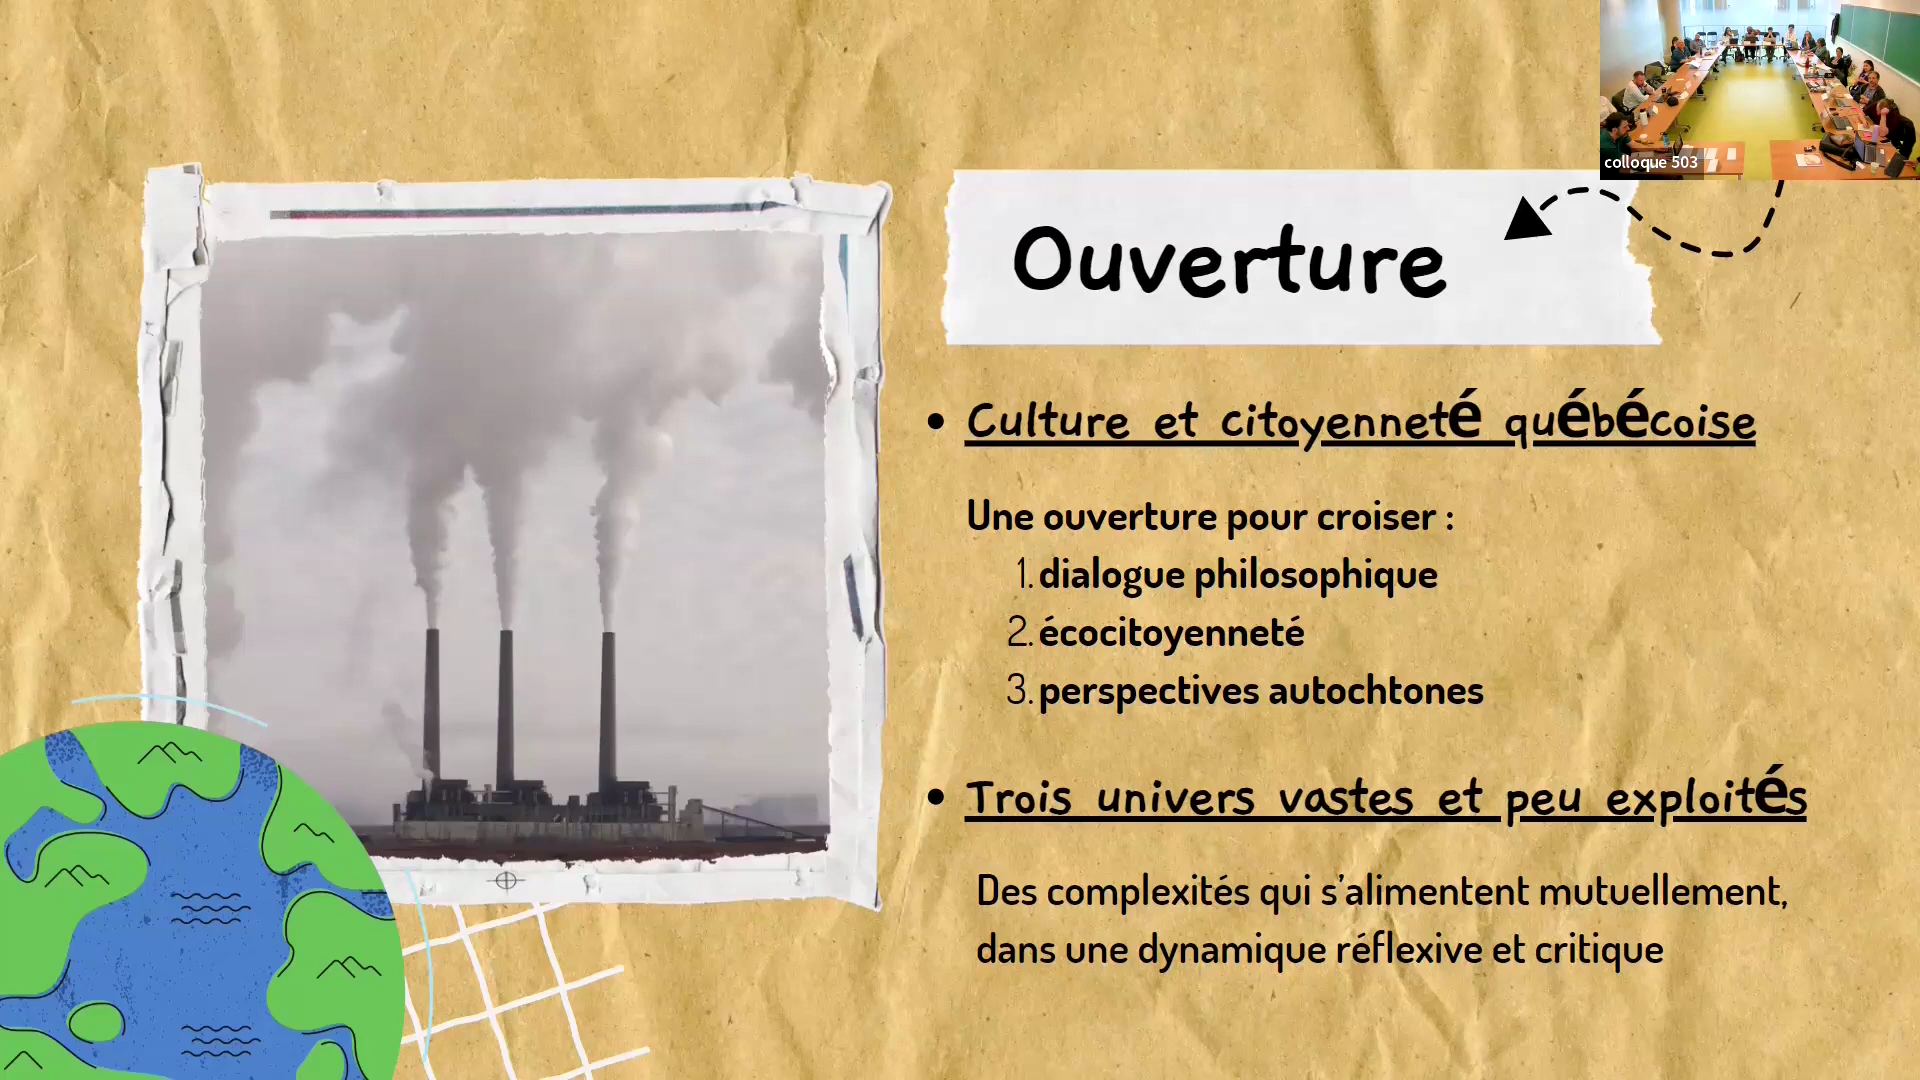 colloque 503
Ouverture
• Culture et citoyenneté québécoise
Une ouverture pour croiser :
1. dialogue philosophique
2. écocitoyenneté
3. perspectives autochtones
• Trois univers vastes et peu exploités
Des complexités qui s'alimentent mutuellement,
dans une dynamique réflexive et critique